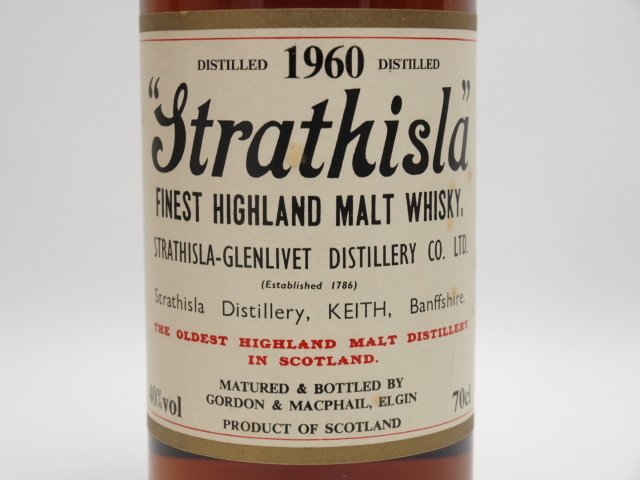 DISTILLED 1960 DISTILLED
"Strathisla"
FINEST HIGHLAND MALT WHISKY.
STRATHISLA-GLENLIVET DISTILLERY CO. LTD.
(Established 1786)
Strathisla Distillery, KEITH, Banffshire.
THE OLDEST HIGHLAND MALT DISTILLERY
IN SCOTLAND.
MATURED & BOTTLED BY
40%vol GORDON & MACPHAIL, ELGIN 70cl
PRODUCT OF SCOTLAND